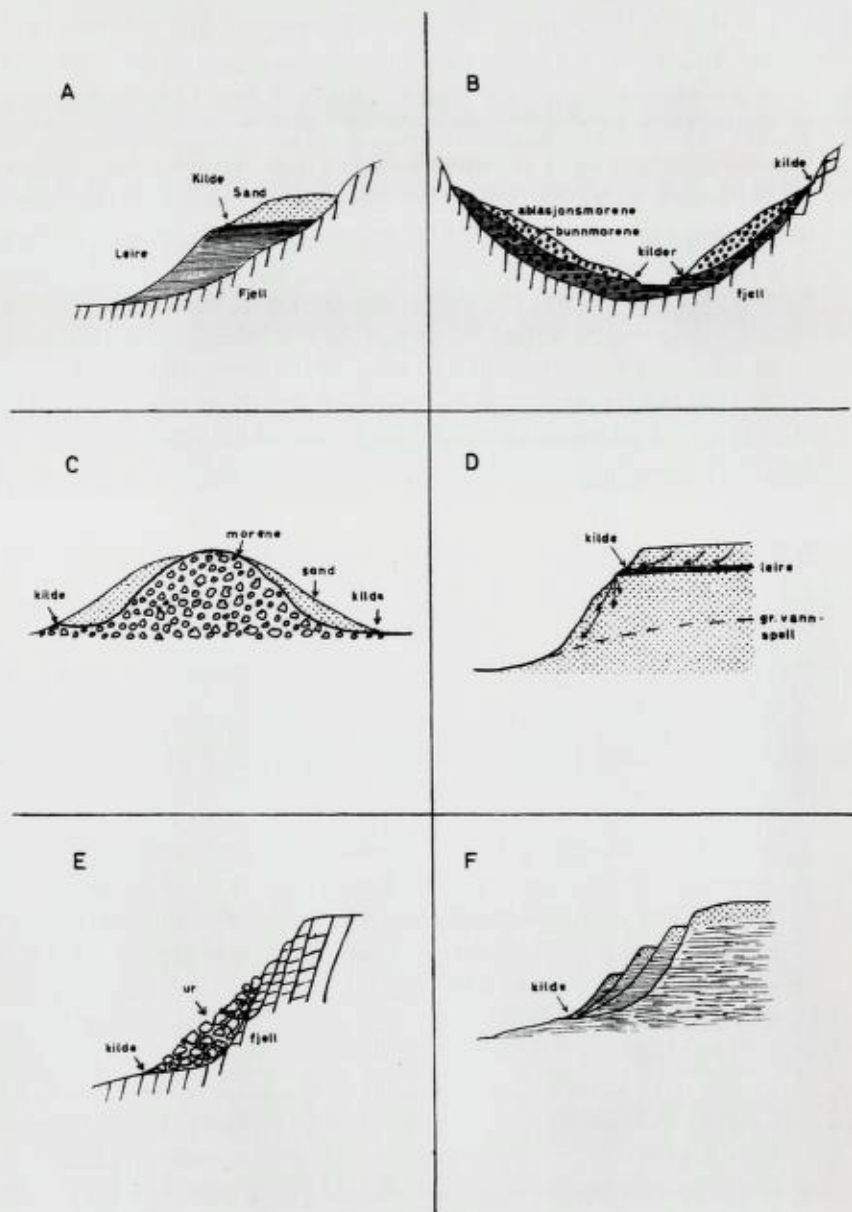 A
Kilde
Sand
Leire
Fjell
B
kilde
ablasjonsmorene
bunnmorene
kilder
fjell
C
morene
sand
kilde
kilde
D
kilde
leire
gr.vann-
speil
E
ur
kilde
fjell
F
kilde